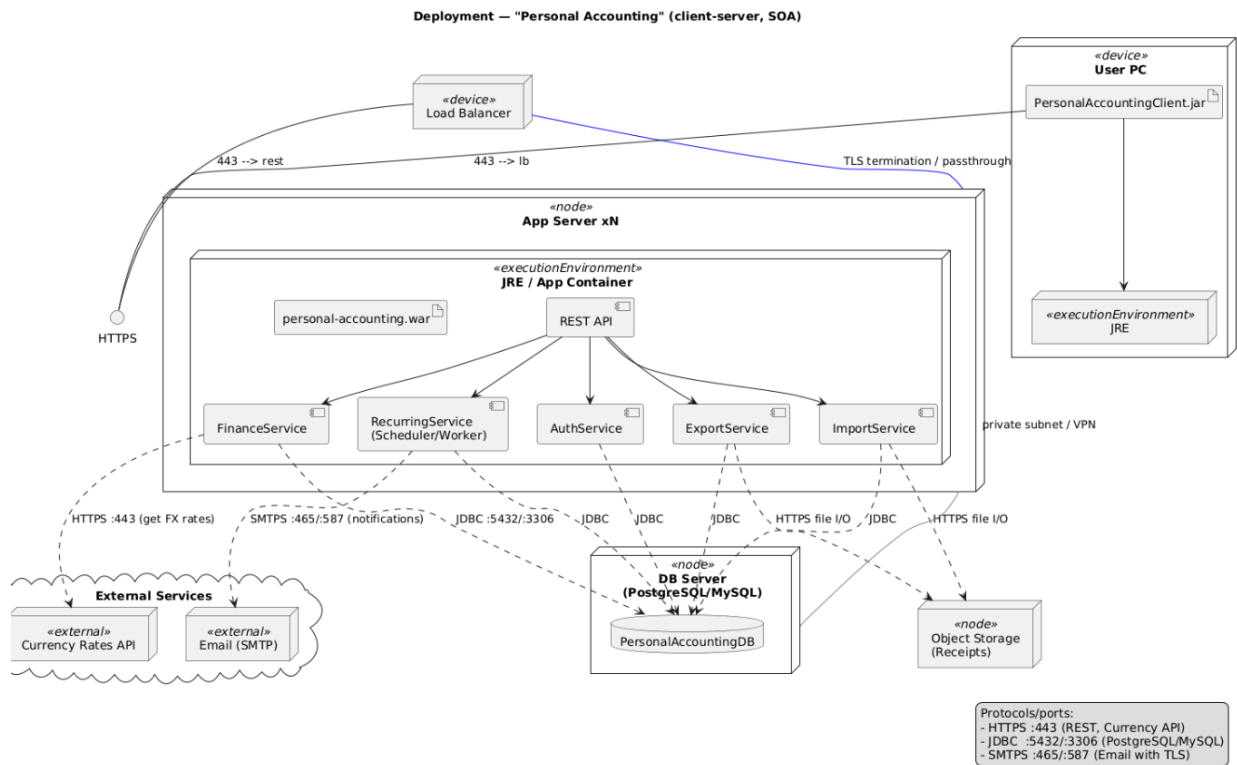 Deployment — "Personal Accounting" (client-server, SOA)
«device»
User PC
PersonalAccountingClient.jar
«device»
Load Balancer
443 --> rest
443 --> lb
TLS termination / passthrough
«node»
App Server xN
«executionEnvironment»
JRE / App Container
personal-accounting.war
REST API
«executionEnvironment»
JRE
HTTPS
FinanceService
RecurringService
(Scheduler/Worker)
AuthService
ExportService
ImportService
private subnet / VPN
HTTPS :443 (get FX rates)
SMTPS :465/:587 (notifications)
JDBC :5432/:3306
JDBC
JDBC
JDBC
HTTPS file I/O
JDBC
HTTPS file I/O
«node»
DB Server
(PostgreSQL/MySQL)
PersonalAccountingDB
External Services
«external»
Currency Rates API
«external»
Email (SMTP)
«node»
Object Storage
(Receipts)
Protocols/ports:
- HTTPS :443 (REST, Currency API)
- JDBC  :5432/:3306 (PostgreSQL/MySQL)
- SMTPS :465/:587 (Email with TLS)